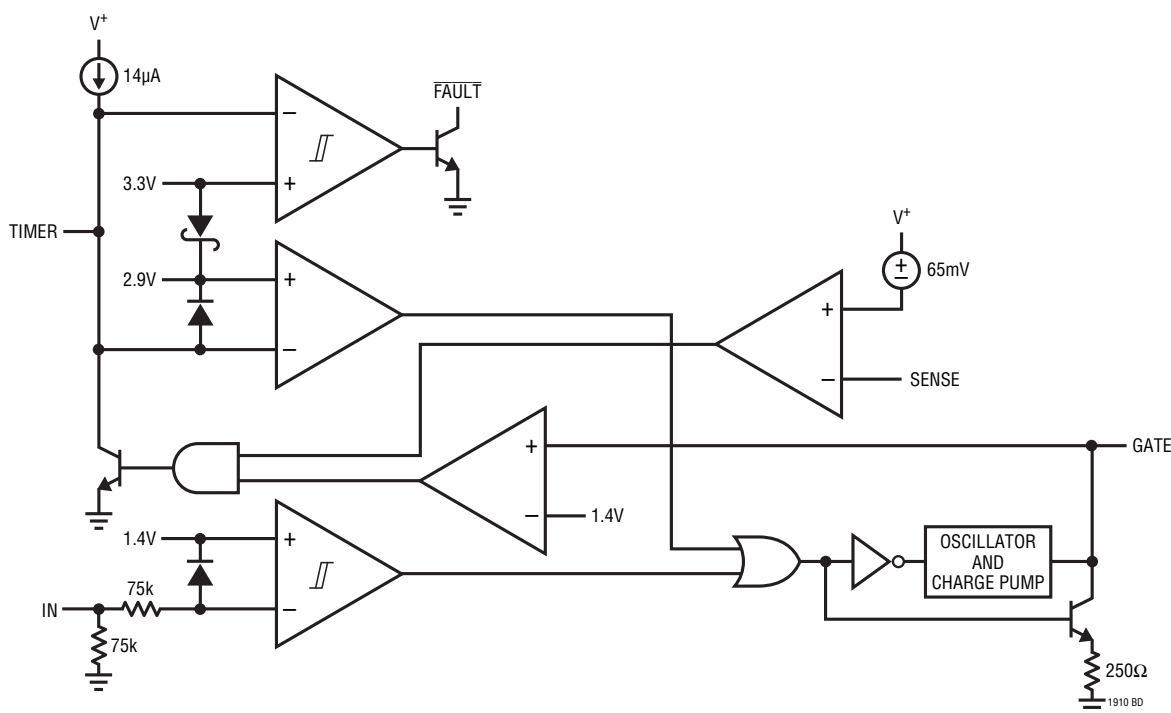 V+
14µA
FAULT
−
3.3V
+
TIMER
V+
2.9V
+
+
−
65mV
+
−
−
SENSE
+
GATE
−
1.4V
1.4V
+
OSCILLATOR
AND
CHARGE PUMP
75k
IN
−
75k
250Ω
1910 BD